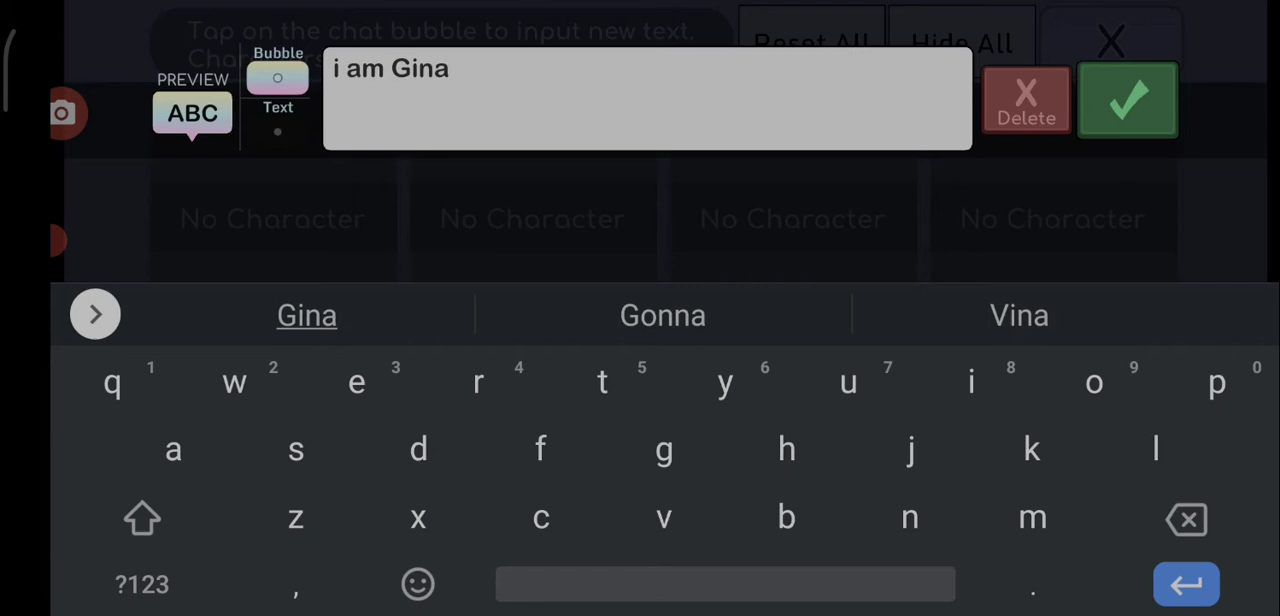 Tap on the chat bubble to input new text.
Reset All
Hide All
X
Bubble
PREVIEW
ABC
Text
i am Gina
X
Delete
No Character
No Character
No Character
No Character
Gina
Gonna
Vina
q 1 w 2 e 3 r 4 t 5 y 6 u 7 i 8 o 9 p 0
a s d f g h j k l
z x c v b n m
?123 , .